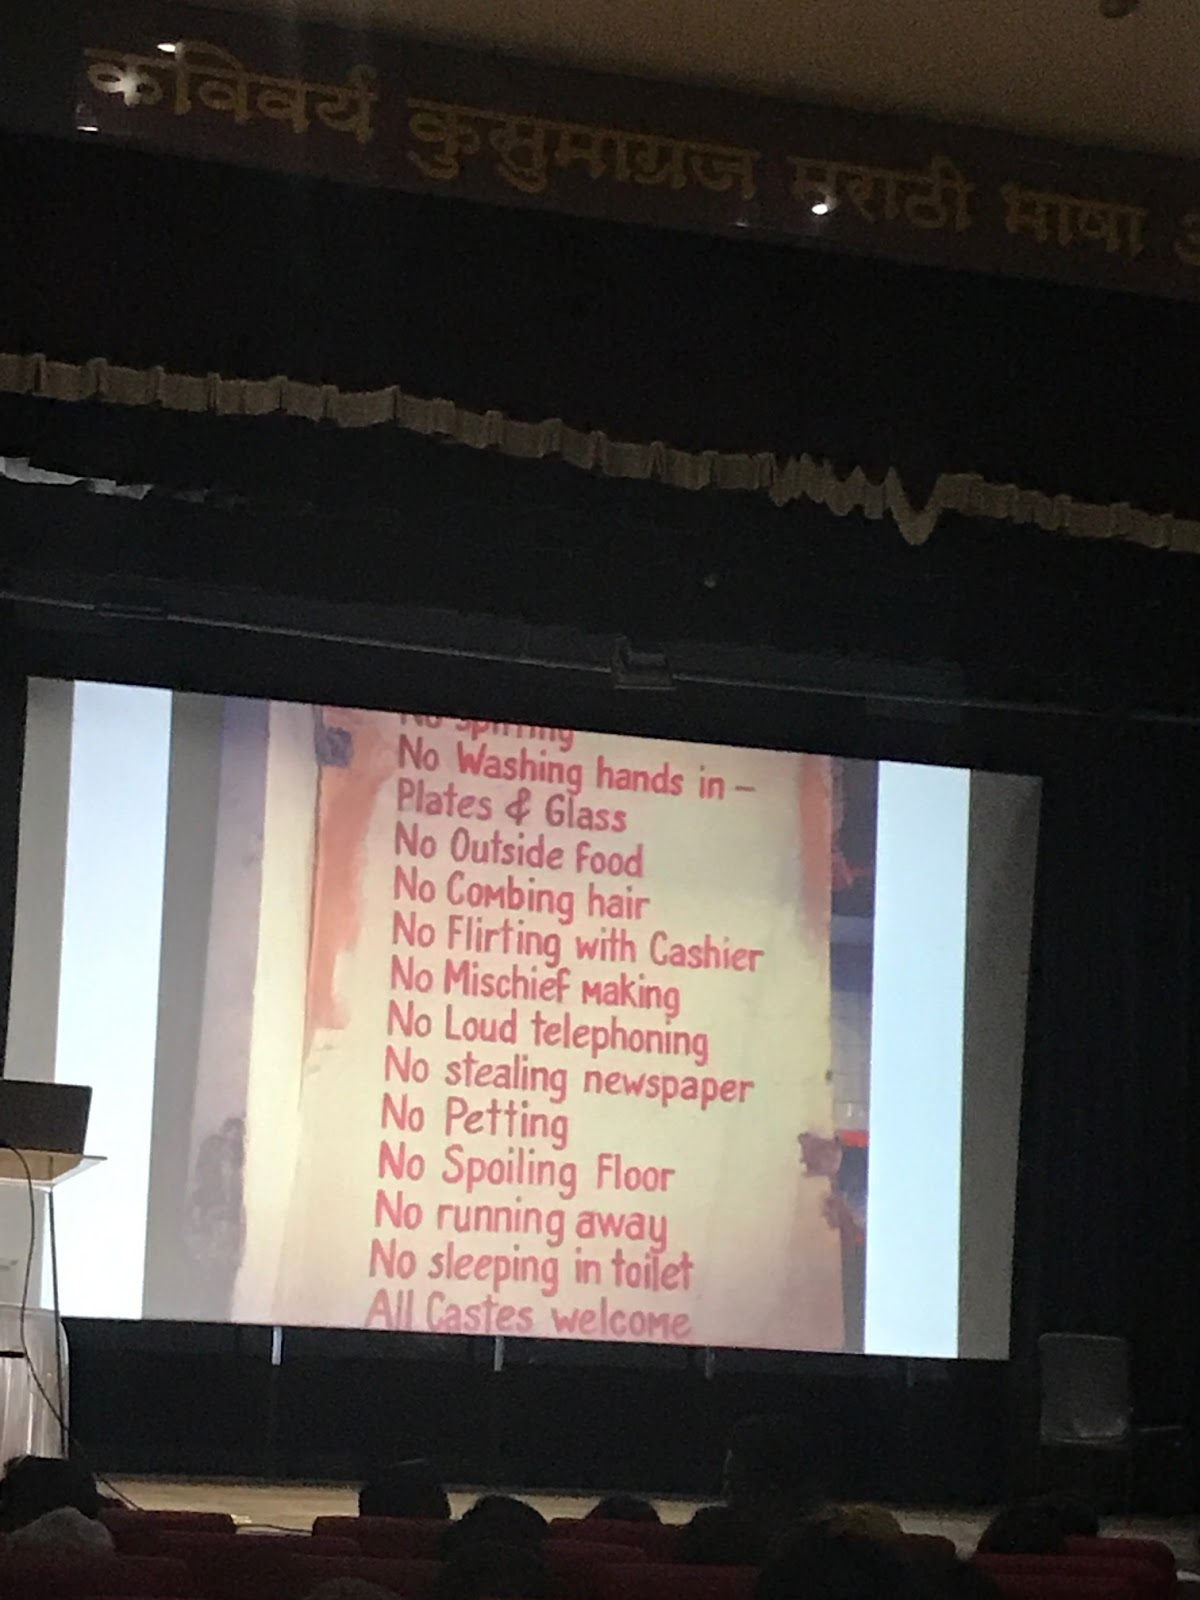 कविवर्य कुसुमाग्रज मराठी भाषा
No Spitting
No Washing hands in –
Plates & Glass
No Outside Food
No Combing hair
No Flirting with Cashier
No Mischief making
No Loud telephoning
No stealing newspaper
No Petting
No Spoiling Floor
No running away
No sleeping in toilet
All Castes welcome